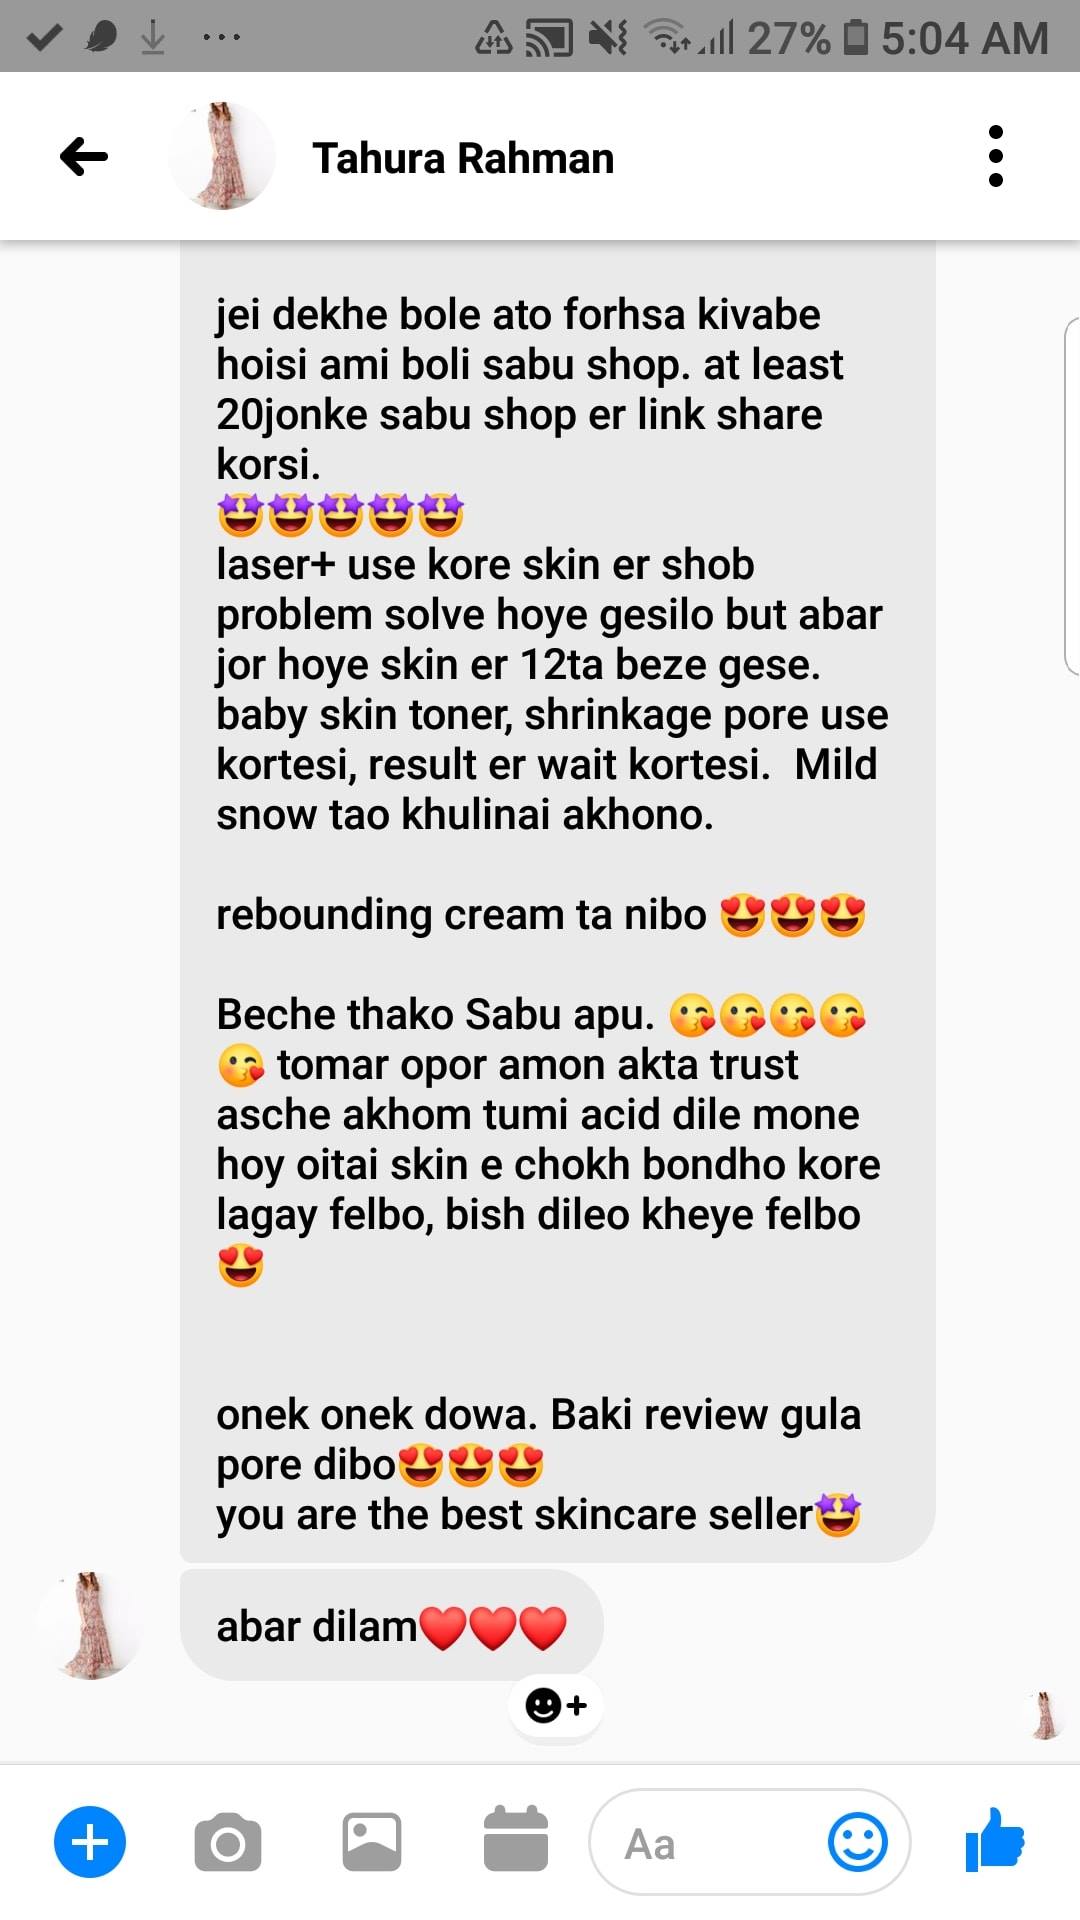 27% 5:04 AM
Tahura Rahman
jei dekhe bole ato forhsa kivabe
hoisi ami boli sabu shop. at least
20jonke sabu shop er link share
korsi.
🤩🤩🤩🤩🤩
laser+ use kore skin er shob
problem solve hoye gesilo but abar
jor hoye skin er 12ta beze gese.
baby skin toner, shrinkage pore use
kortesi, result er wait kortesi.  Mild
snow tao khulinai akhono.
rebounding cream ta nibo 😍😍😍
Beche thako Sabu apu. 😘😘😘😘
😘 tomar opor amon akta trust
asche akhom tumi acid dile mone
hoy oitai skin e chokh bondho kore
lagay felbo, bish dileo kheye felbo
😍
onek onek dowa. Baki review gula
pore dibo😍😍😍
you are the best skincare seller🤩
abar dilam❤❤❤
Aa